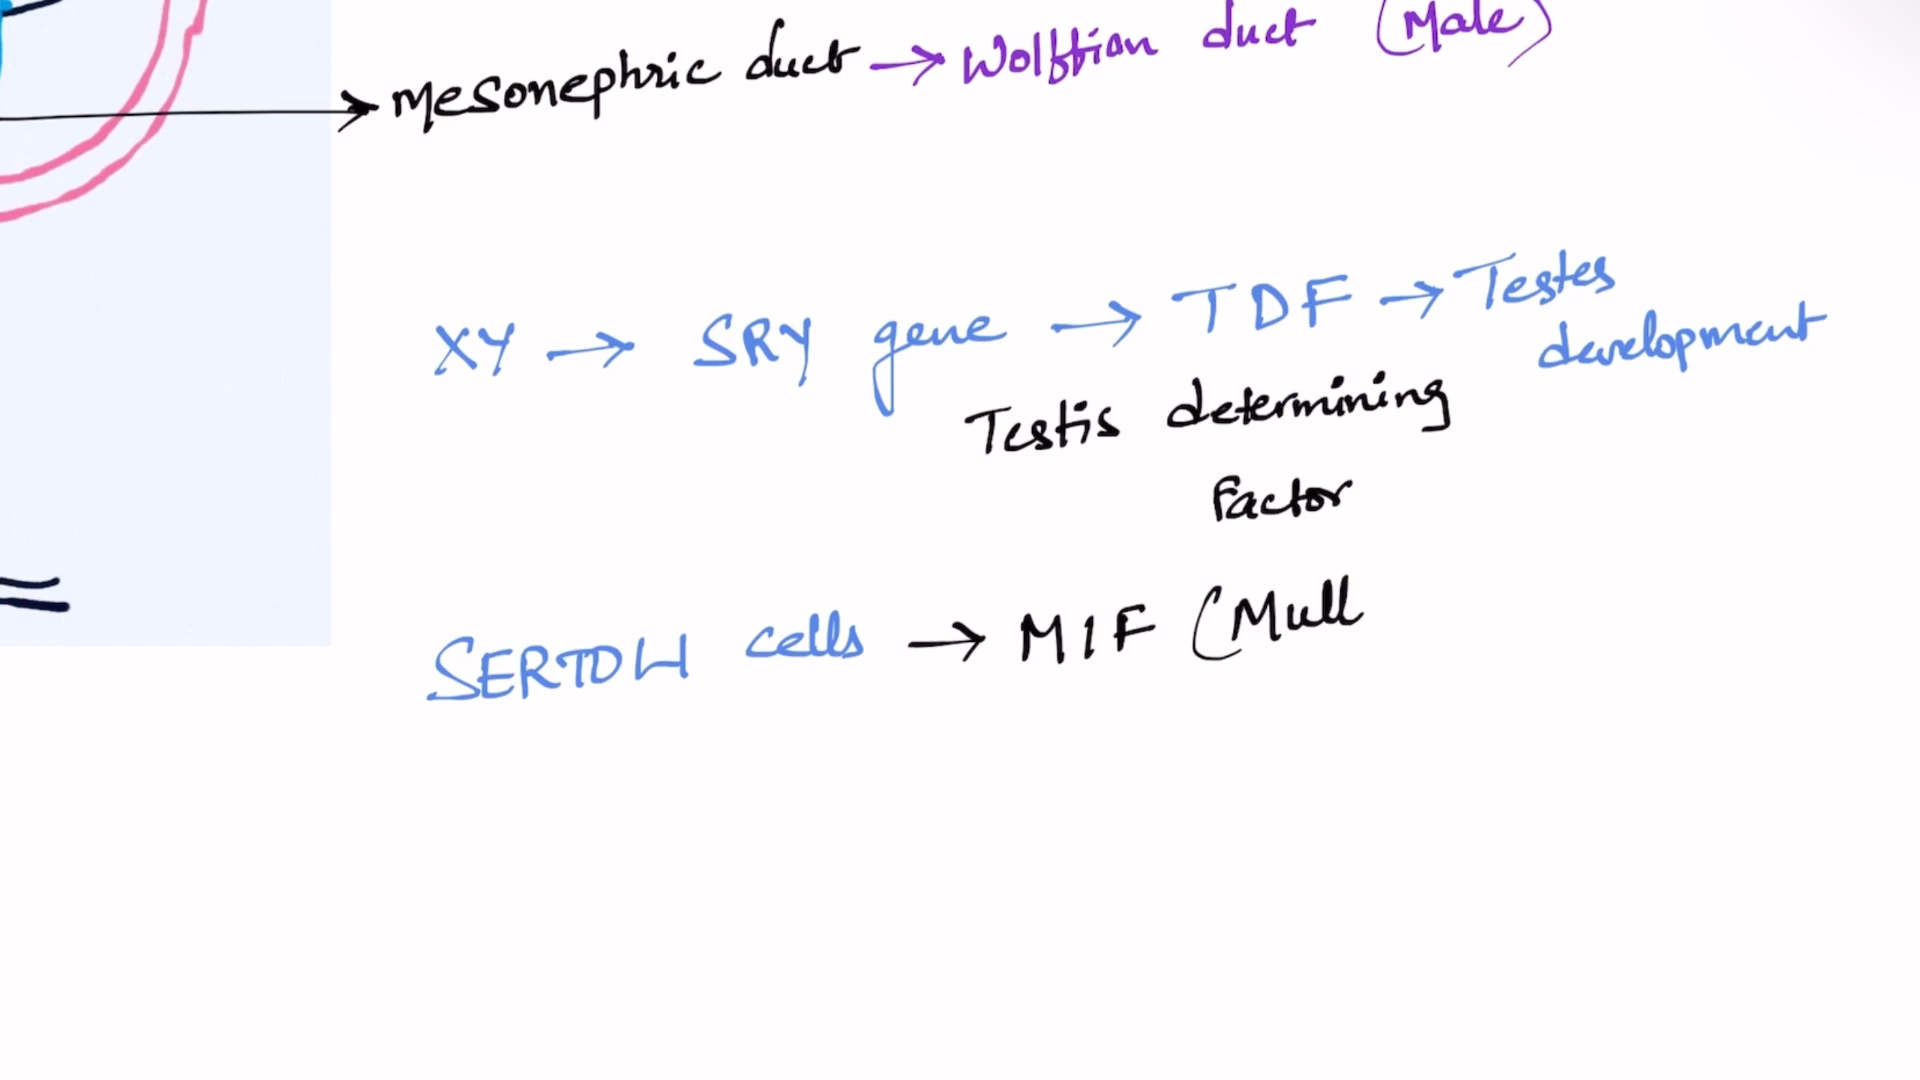 mesonephric duct → Wolffian duct (Male)
XY → SRY gene → TDF → Testes
development
Testis determining
Factor
SERTOLI cells → MIF (Mull